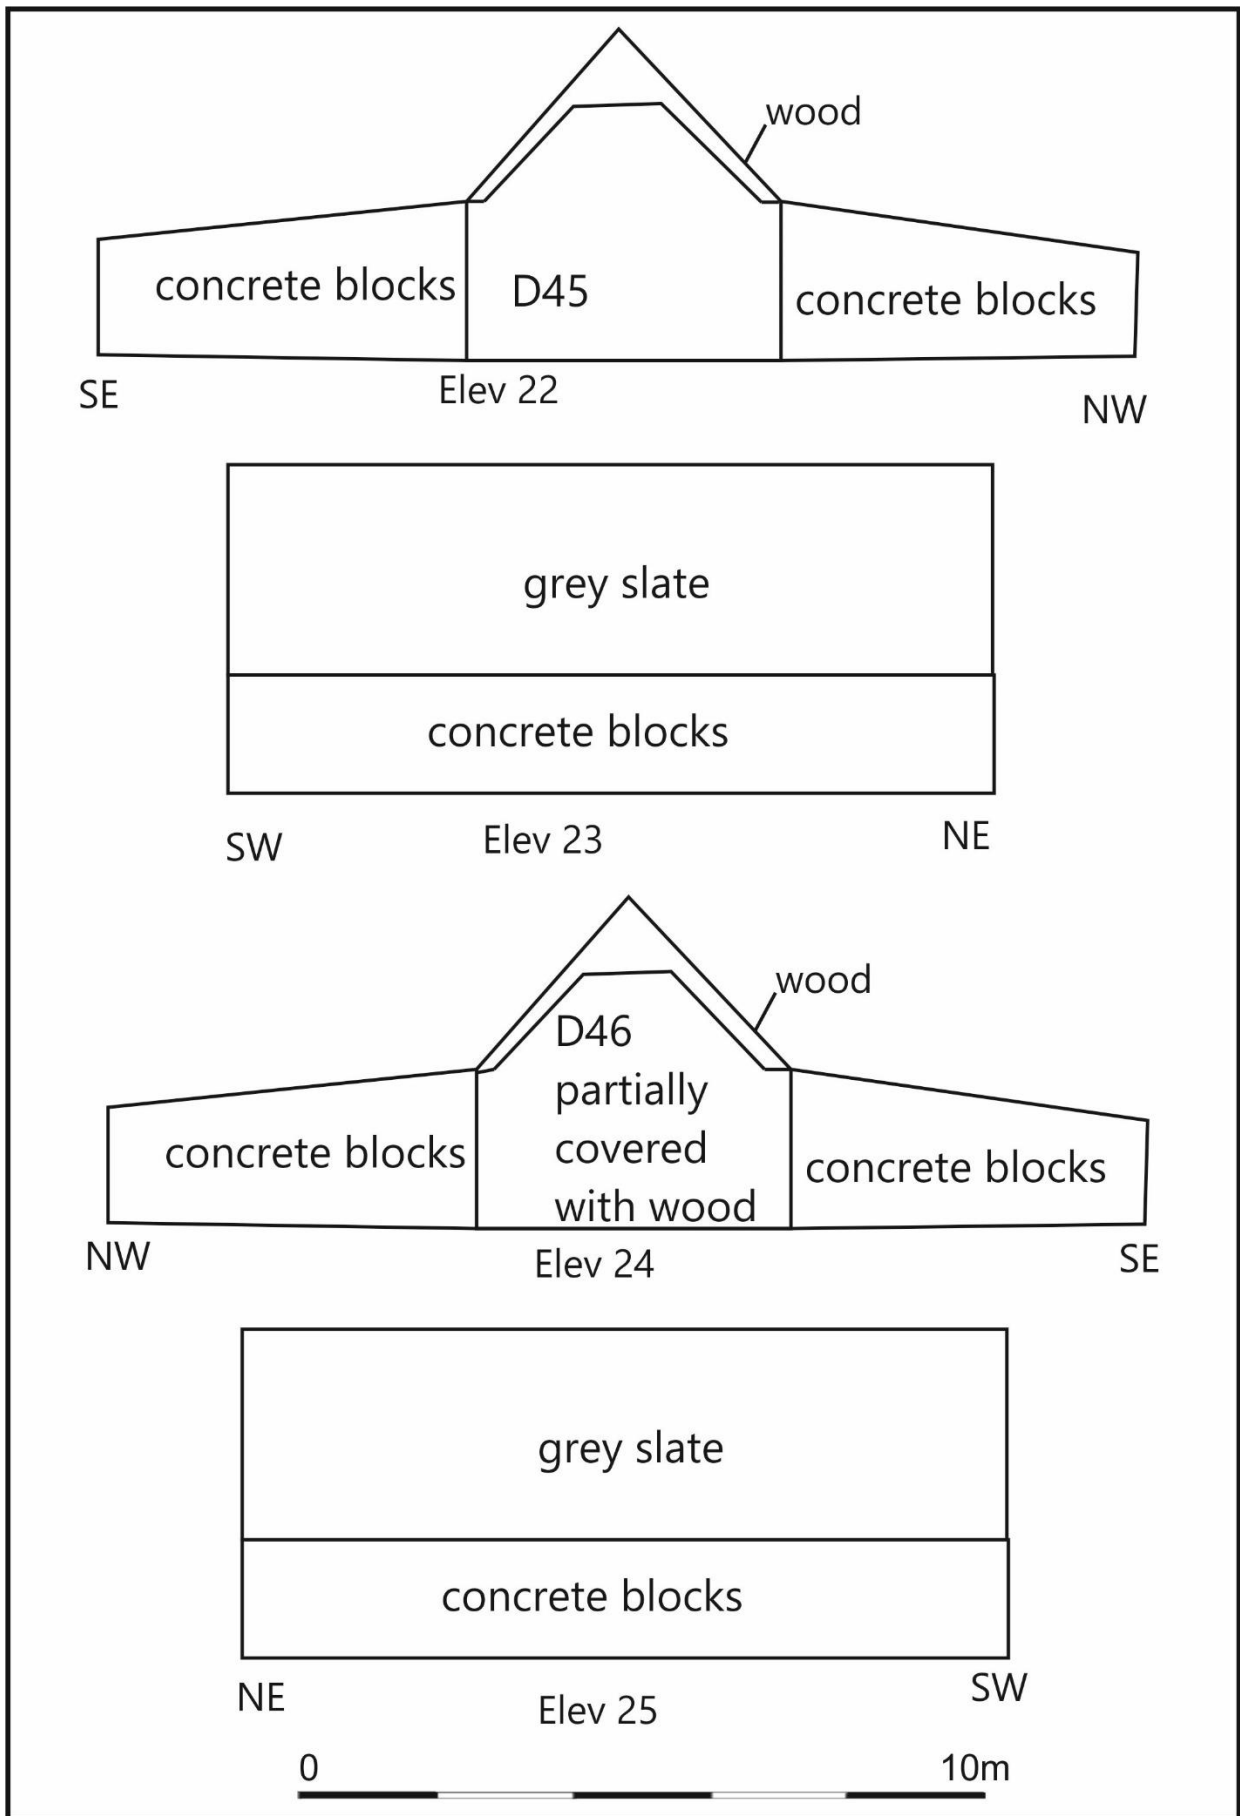 wood
concrete blocks
D45
concrete blocks
SE
Elev 22
NW
grey slate
concrete blocks
SW
Elev 23
NE
wood
D46
partially
covered
with wood
concrete blocks
concrete blocks
NW
Elev 24
SE
grey slate
concrete blocks
NE
Elev 25
SW
0
10m